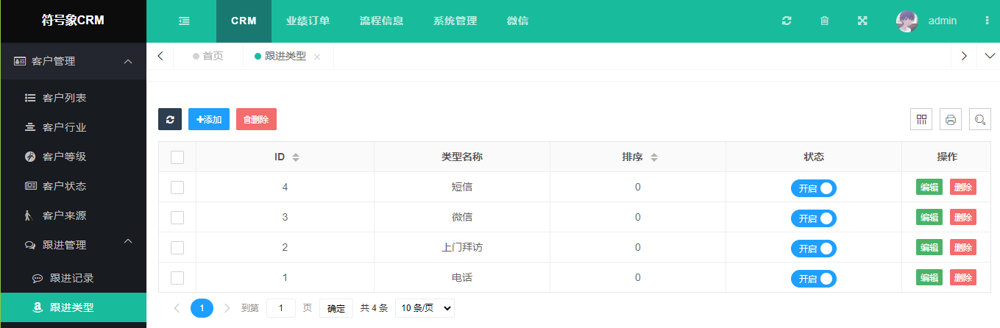 符号象CRM
CRM 业绩订单 流程信息 系统管理 微信 admin
客户管理
首页 跟进类型
客户列表
客户行业
客户等级
客户状态
客户来源
跟进管理
跟进记录
跟进类型
添加 删除
ID 类型名称 排序 状态 操作
4 短信 0 开启 编辑 删除
3 微信 0 开启 编辑 删除
2 上门拜访 0 开启 编辑 删除
1 电话 0 开启 编辑 删除
1 到第 1 页 确定 共 4 条 10 条/页